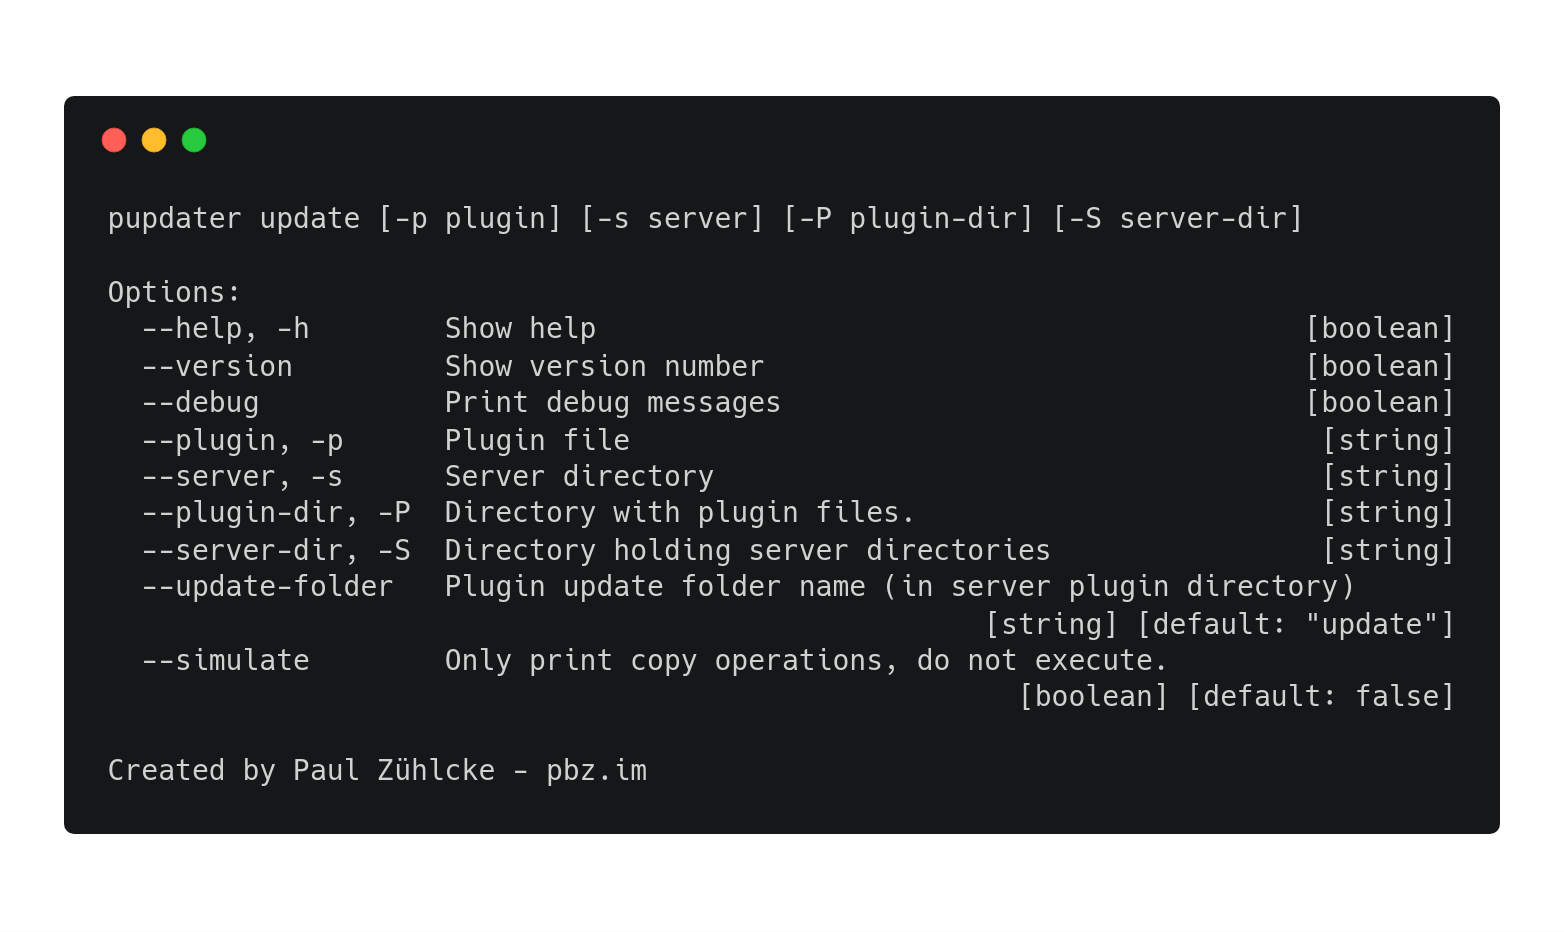 pupdater update [-p plugin] [-s server] [-P plugin-dir] [-S server-dir]
Options:
--help, -h Show help [boolean]
--version Show version number [boolean]
--debug Print debug messages [boolean]
--plugin, -p Plugin file [string]
--server, -s Server directory [string]
--plugin-dir, -P Directory with plugin files. [string]
--server-dir, -S Directory holding server directories [string]
--update-folder Plugin update folder name (in server plugin directory)
[string] [default: "update"]
--simulate Only print copy operations, do not execute.
[boolean] [default: false]
Created by Paul Zühlcke - pbz.im